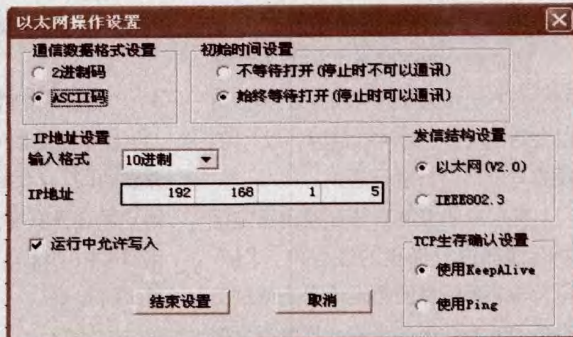 以太网操作设置
通信数据格式设置
2进制码
ASCII码
初始时间设置
不等待打开(停止时不可以通讯)
始终等待打开(停止时可以通讯)
IP地址设置
输入格式 10进制
IP地址 192 168 1 5
发信结构设置
以太网(V2.0)
IEEE802.3
运行中允许写入
TCP生存确认设置
使用KeepAlive
使用Ping
结束设置 取消